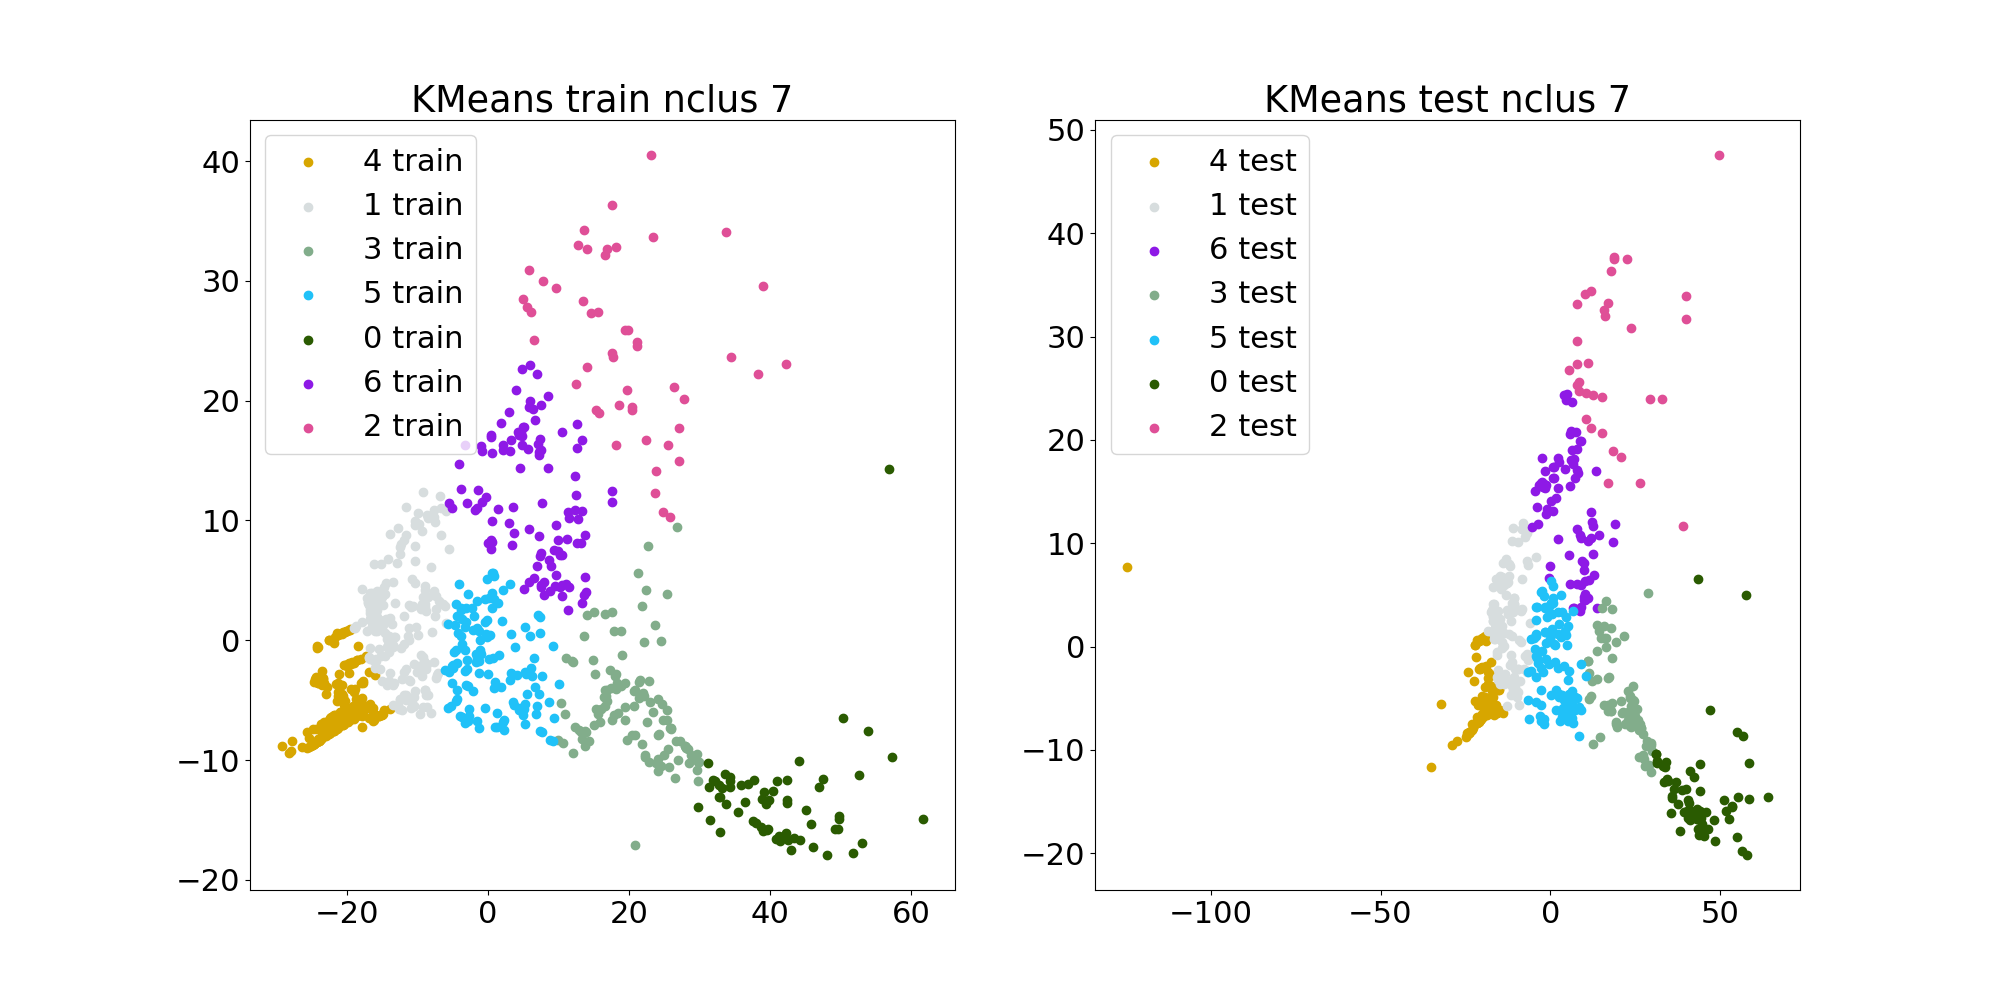 KMeans train nclus 7
40
30
20
10
0
−10
−20
−20 0 20 40 60
4 train
1 train
3 train
5 train
0 train
6 train
2 train
KMeans test nclus 7
50
40
30
20
10
0
−10
−20
−100 −50 0 50
4 test
1 test
6 test
3 test
5 test
0 test
2 test